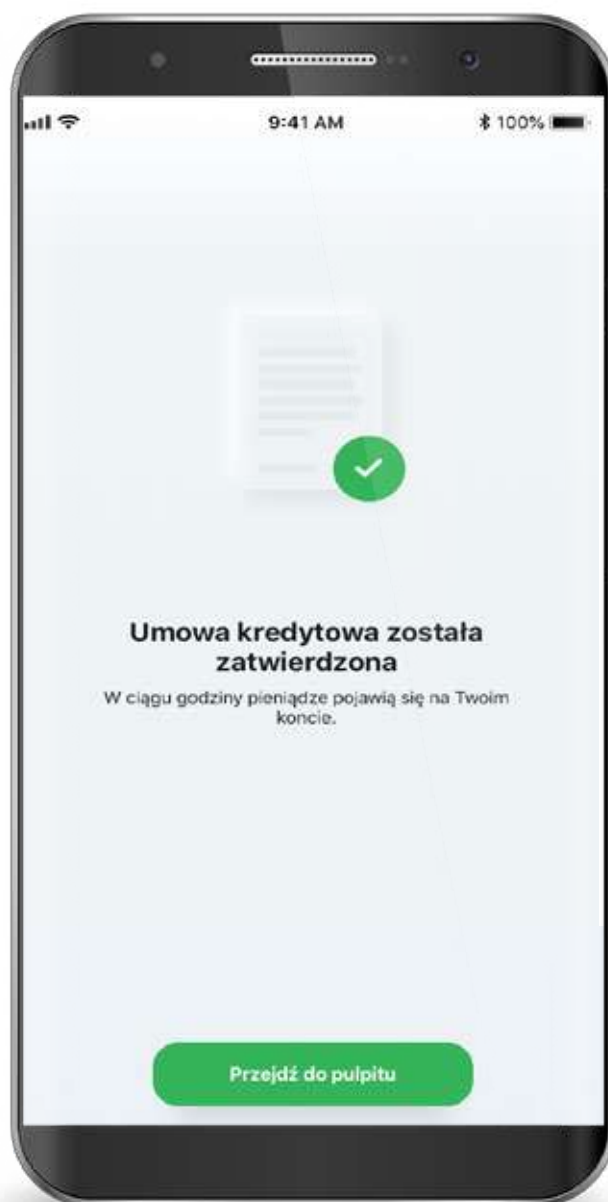 9:41 AM
100%
Umowa kredytowa została
zatwierdzona
W ciągu godziny pieniądze pojawią się na Twoim
koncie.
Przejdź do pulpitu